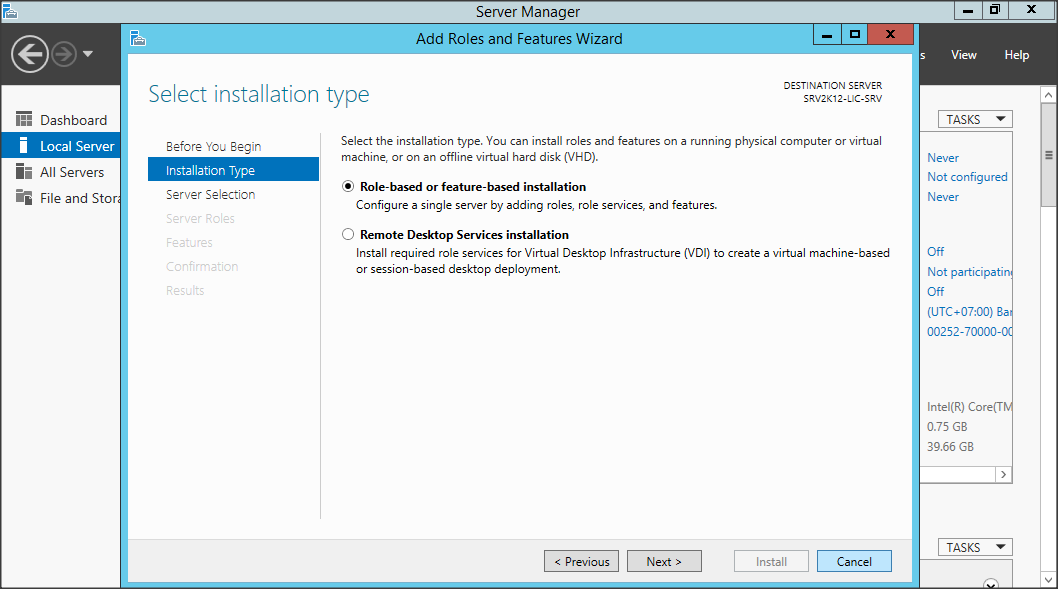 Server Manager
Add Roles and Features Wizard
View
Help
Dashboard
Local Server
All Servers
File and Stora
Select installation type
DESTINATION SERVER
SRV2K12-LIC-SRV
Before You Begin
Installation Type
Server Selection
Server Roles
Features
Confirmation
Results
Select the installation type. You can install roles and features on a running physical computer or virtual
machine, or on an offline virtual hard disk (VHD).
Role-based or feature-based installation
Configure a single server by adding roles, role services, and features.
Remote Desktop Services installation
Install required role services for Virtual Desktop Infrastructure (VDI) to create a virtual machine-based
or session-based desktop deployment.
< Previous
Next >
Install
Cancel
TASKS
Never
Not configured
Never
Off
Not participating
Off
(UTC+07:00) Ban
00252-70000-00
Intel(R) Core(TM
0.75 GB
39.66 GB
TASKS